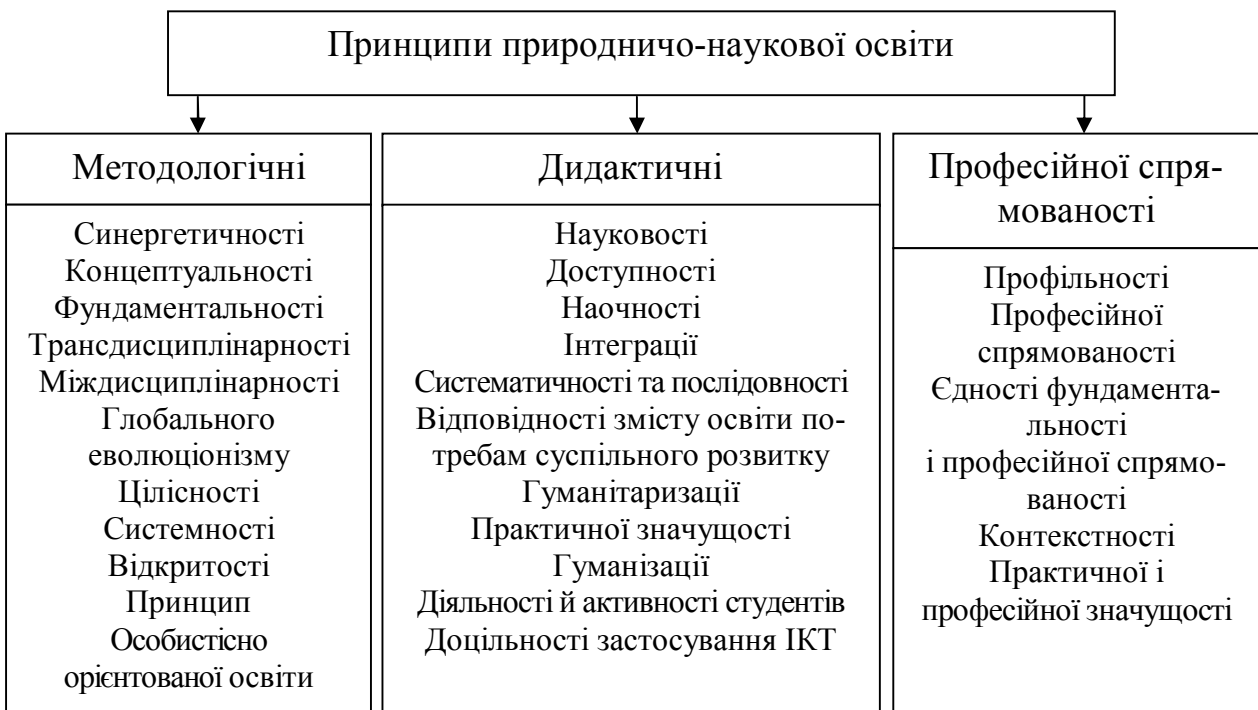 Принципи природничо-наукової освіти
Методологічні
Синергетичності
Концептуальності
Фундаментальності
Трансдисциплінарності
Міждисциплінарності
Глобального
еволюціонізму
Цілісності
Системності
Відкритості
Принцип
Особистісно
орієнтованої освіти
Дидактичні
Науковості
Доступності
Наочності
Інтеграції
Систематичності та послідовності
Відповідності змісту освіти по-
требам суспільного розвитку
Гуманітаризації
Практичної значущості
Гуманізації
Діяльності й активності студентів
Доцільності застосування ІКТ
Професійної спря-
мованості
Профільності
Професійної
спрямованості
Єдності фундамента-
льності
і професійної спрямо-
ваності
Контекстності
Практичної і
професійної значущості